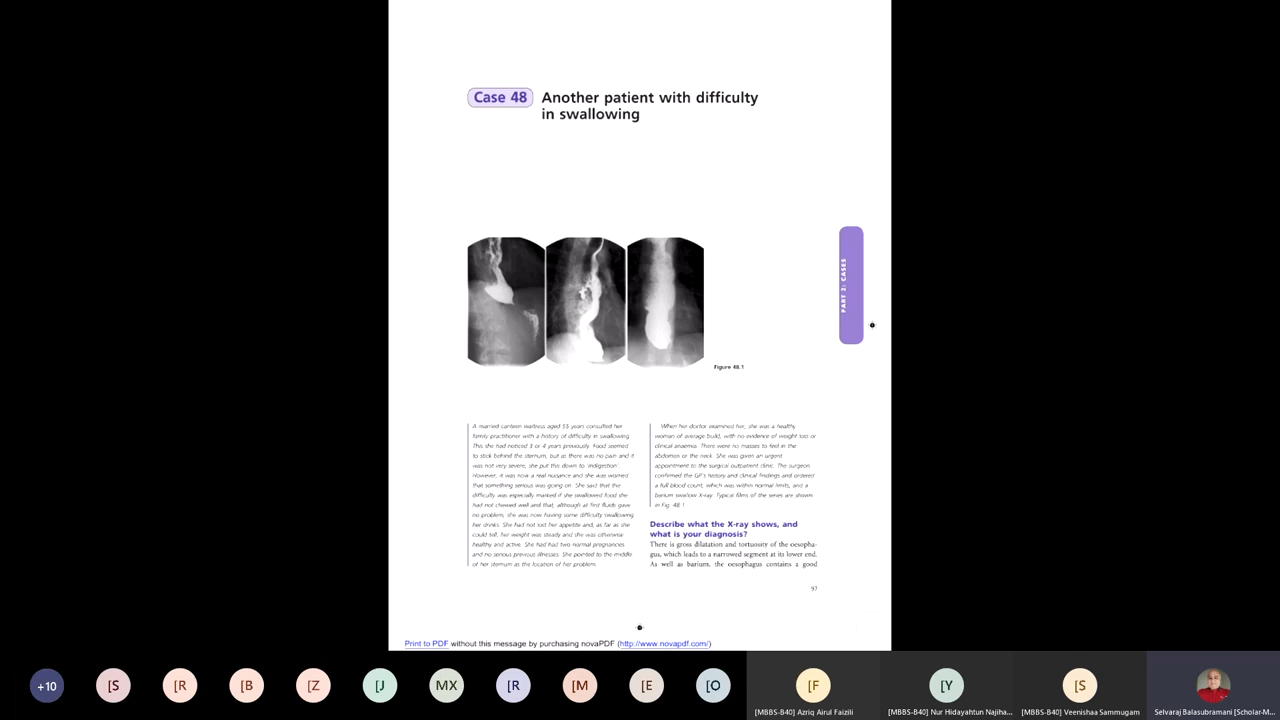 Case 48
Another patient with difficulty
in swallowing
PART 2: CASES
Figure 48.1
A married canteen waitress aged 55 years consulted her
family practitioner with a history of difficulty in swallowing.
This she had noticed 3 or 4 years previously. Food seemed
to stick behind the sternum, but as there was no pain and it
was not very severe, she put this down to 'indigestion'.
However, it was now a real nuisance and she was worried
that something serious was going on. She said that the
difficulty was especially marked if she swallowed food she
had not chewed well and that, although at first fluids gave
no problem, she was now having some difficulty swallowing
her drinks. She had not lost her appetite and, as far as she
could tell, her weight was steady and she was otherwise
healthy and active. She had had two normal pregnancies
and no serious previous illnesses. She pointed to the middle
of her sternum as the location of her problem.
When her doctor examined her, she was a healthy
woman of average build, with no evidence of weight loss or
clinical anaemia. There were no masses to feel in the
abdomen or the neck. She was given an urgent
appointment to the surgical outpatient clinic. The surgeon
confirmed the GP's history and clinical findings and ordered
a full blood count, which was within normal limits, and a
barium swallow X-ray. Typical films of the series are shown
in Fig. 48.1.
Describe what the X-ray shows, and
what is your diagnosis?
There is gross dilatation and tortuosity of the oesopha-
gus, which leads to a narrowed segment at its lower end.
As well as barium, the oesophagus contains a good
97
Print to PDF without this message by purchasing novaPDF (http://www.novapdf.com/)
+10
[S
[R
[B
[Z
[J
MX
[R
[M
[E
[O
[F
[Y
[S
[MBBS-B40] Azriq Airul Faizili
[MBBS-B40] Nur Hidayahtun Najiha...
[MBBS-B40] Veenishaa Sammugam
Selvaraj Balasubramani [Scholar-M...